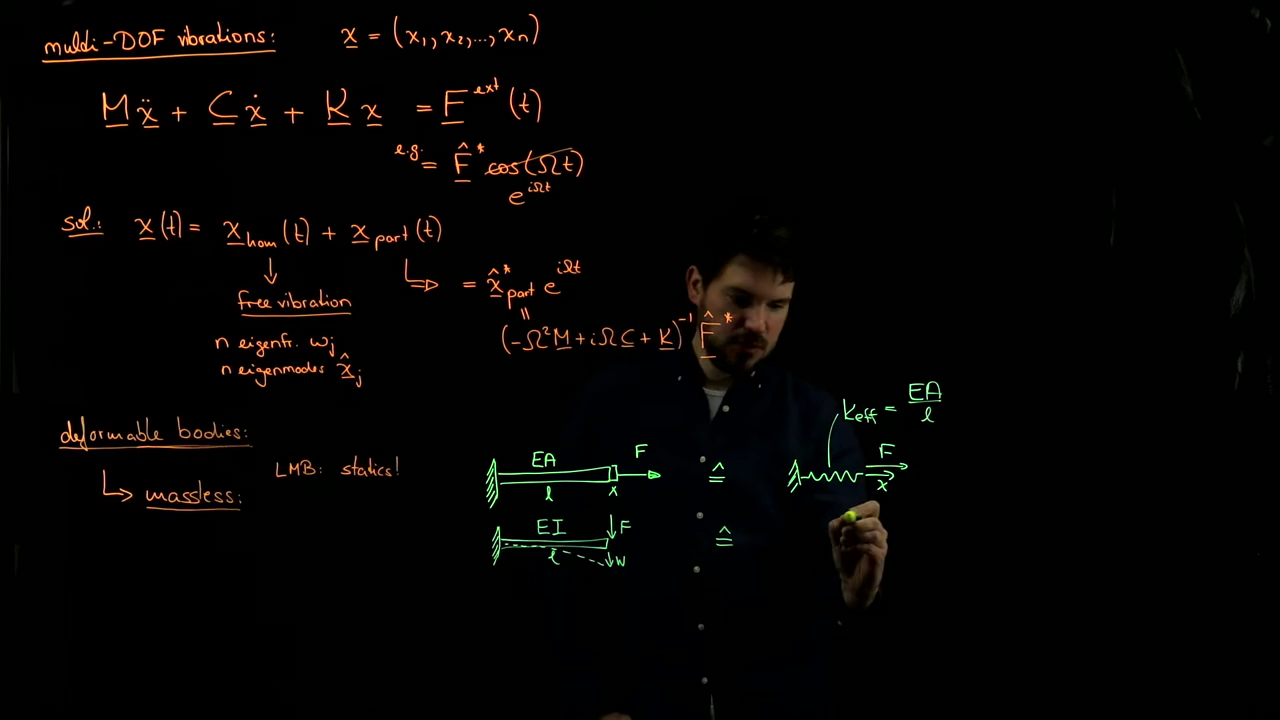 multi-DOF vibrations: x = (x₁, x₂, ..., xₙ)
M ẍ + C ẋ + K x = F^ext (t)
e.g. = F̂* cos(Ωt)
e^iΩt
sol.: x(t) = x_hom (t) + x_part (t)
↓ ↳ = x̂*_part e^iΩt
free vibration
"
(-Ω²M + iΩC + K)⁻¹ F̂*
n eigenfr. ωj
n eigenmodes x̂j
k_eff = EA/l
deformable bodies:
LMB: statics!
↳ massless:
EA F ≙ F
l x x
EI F ≙
l w